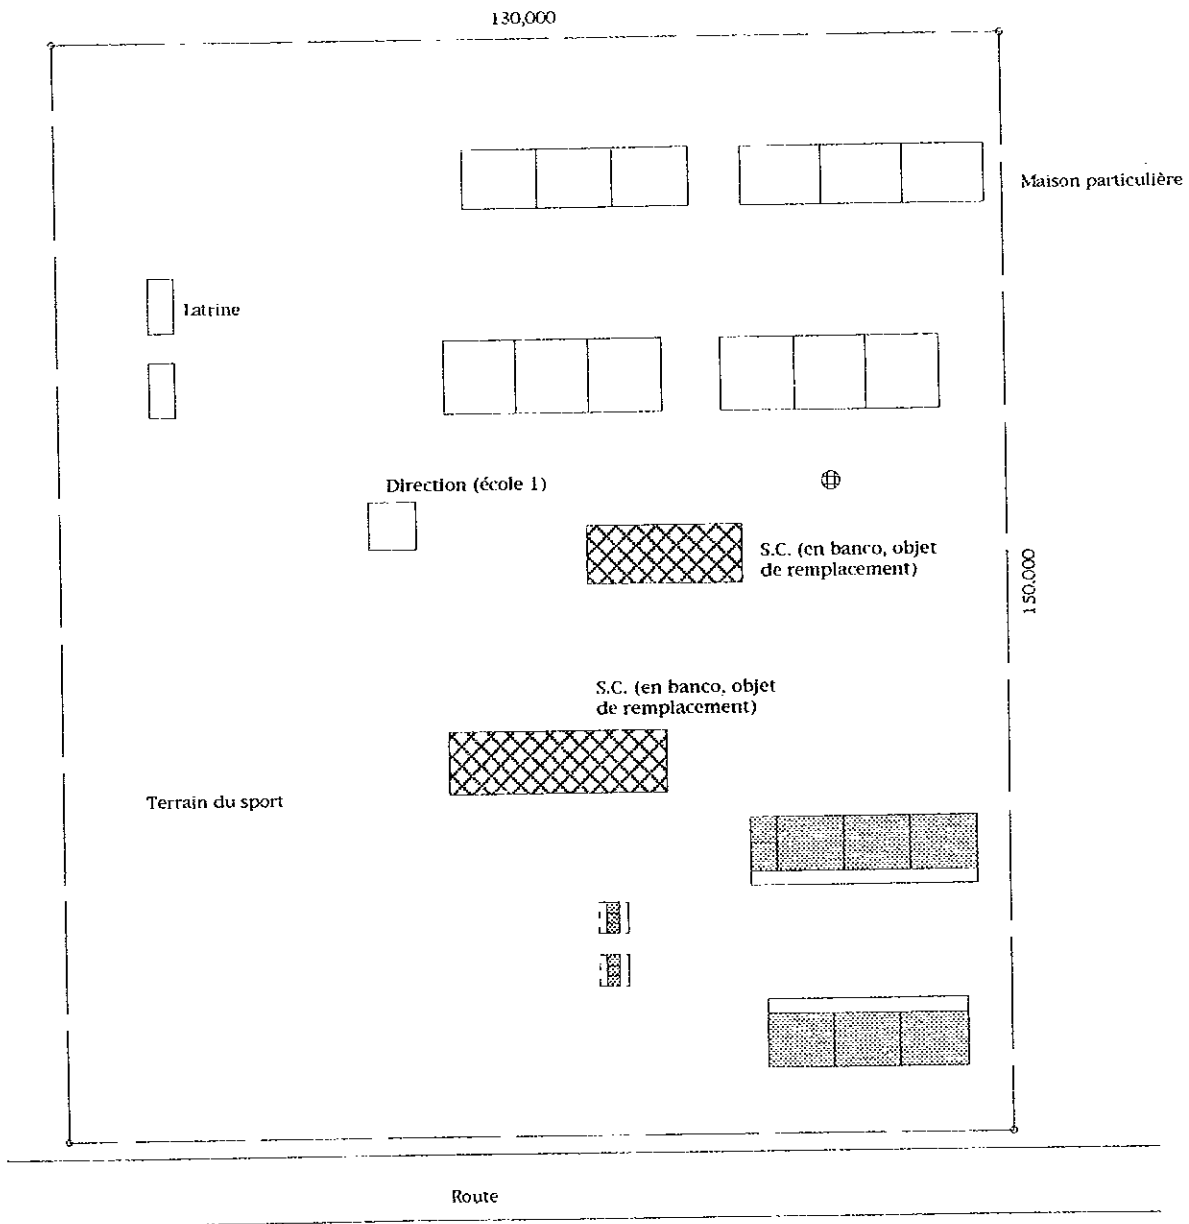 130,000
Maison particulière
Latrine
Direction (école 1)
S.C. (en banco, objet
de remplacement)
150.000
S.C. (en banco, objet
de remplacement)
Terrain du sport
Route